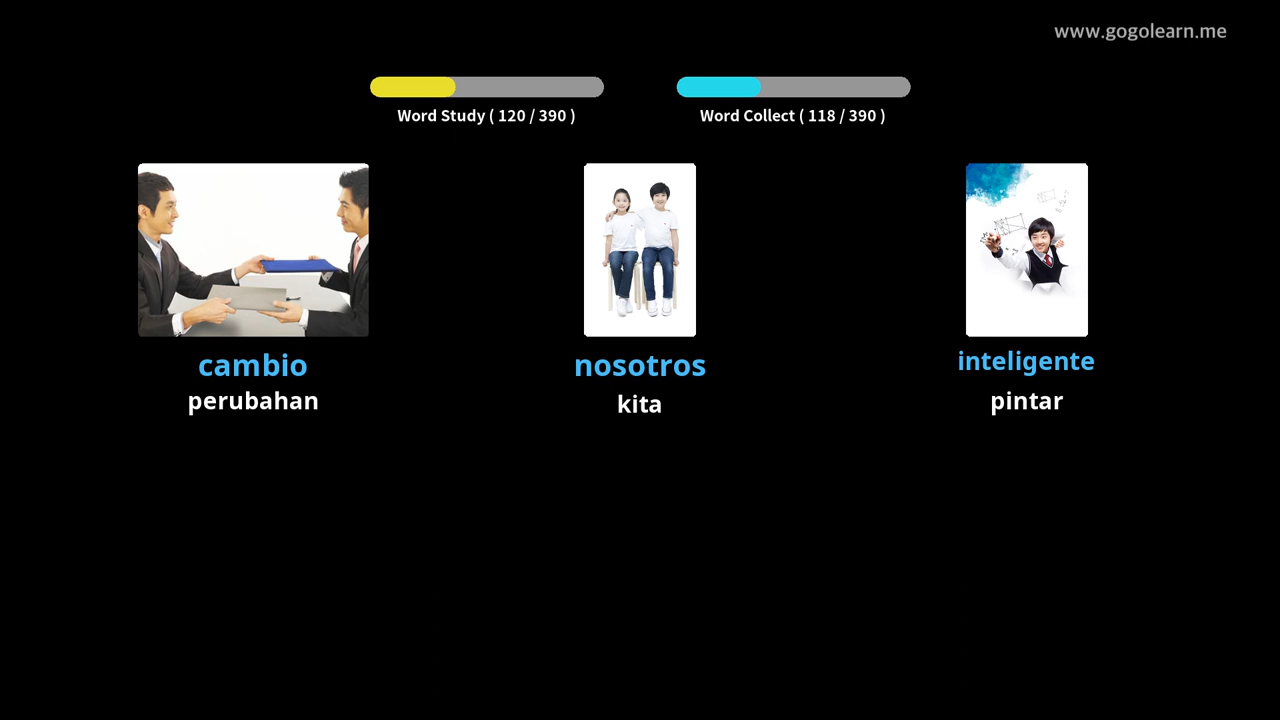 www.gogolearn.me
Word Study ( 120 / 390 )
Word Collect ( 118 / 390 )
cambio
perubahan
nosotros
kita
inteligente
pintar